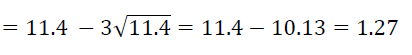 = 11.4 − 3√11.4 = 11.4 − 10.13 = 1.27